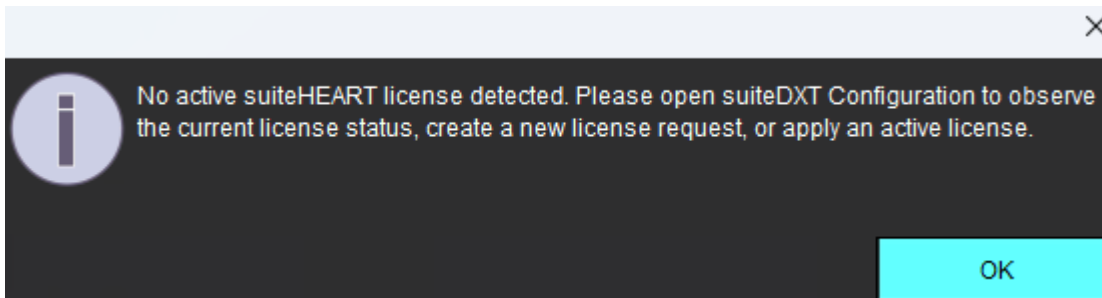 No active suiteHEART license detected. Please open suiteDXT Configuration to observe
the current license status, create a new license request, or apply an active license.
OK